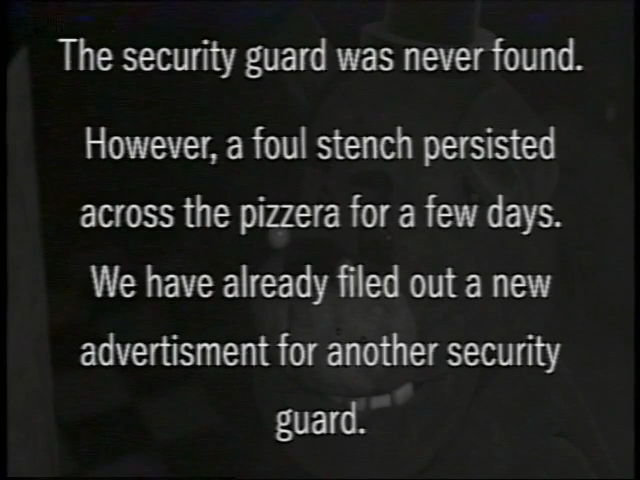 The security guard was never found.
However, a foul stench persisted
across the pizzera for a few days.
We have already filed out a new
advertisment for another security
guard.